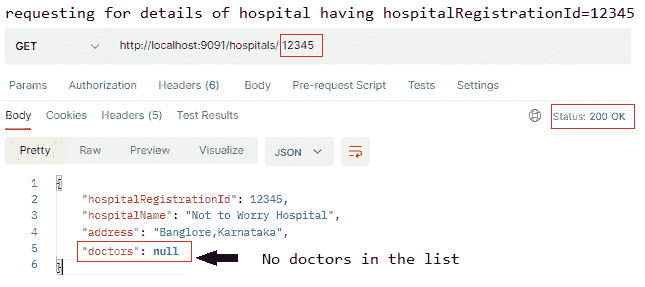 requesting for details of hospital having hospitalRegistrationId=12345
GET http://localhost:9091/hospitals/ 12345
Params Authorization Headers (6) Body Pre-request Script Tests Settings
Body Cookies Headers (5) Test Results Status: 200 OK
Pretty Raw Preview Visualize JSON
1 {
2 "hospitalRegistrationId": 12345,
3 "hospitalName": "Not to Worry Hospital",
4 "address": "Banglore,Karnataka",
5 "doctors": null No doctors in the list
6 }